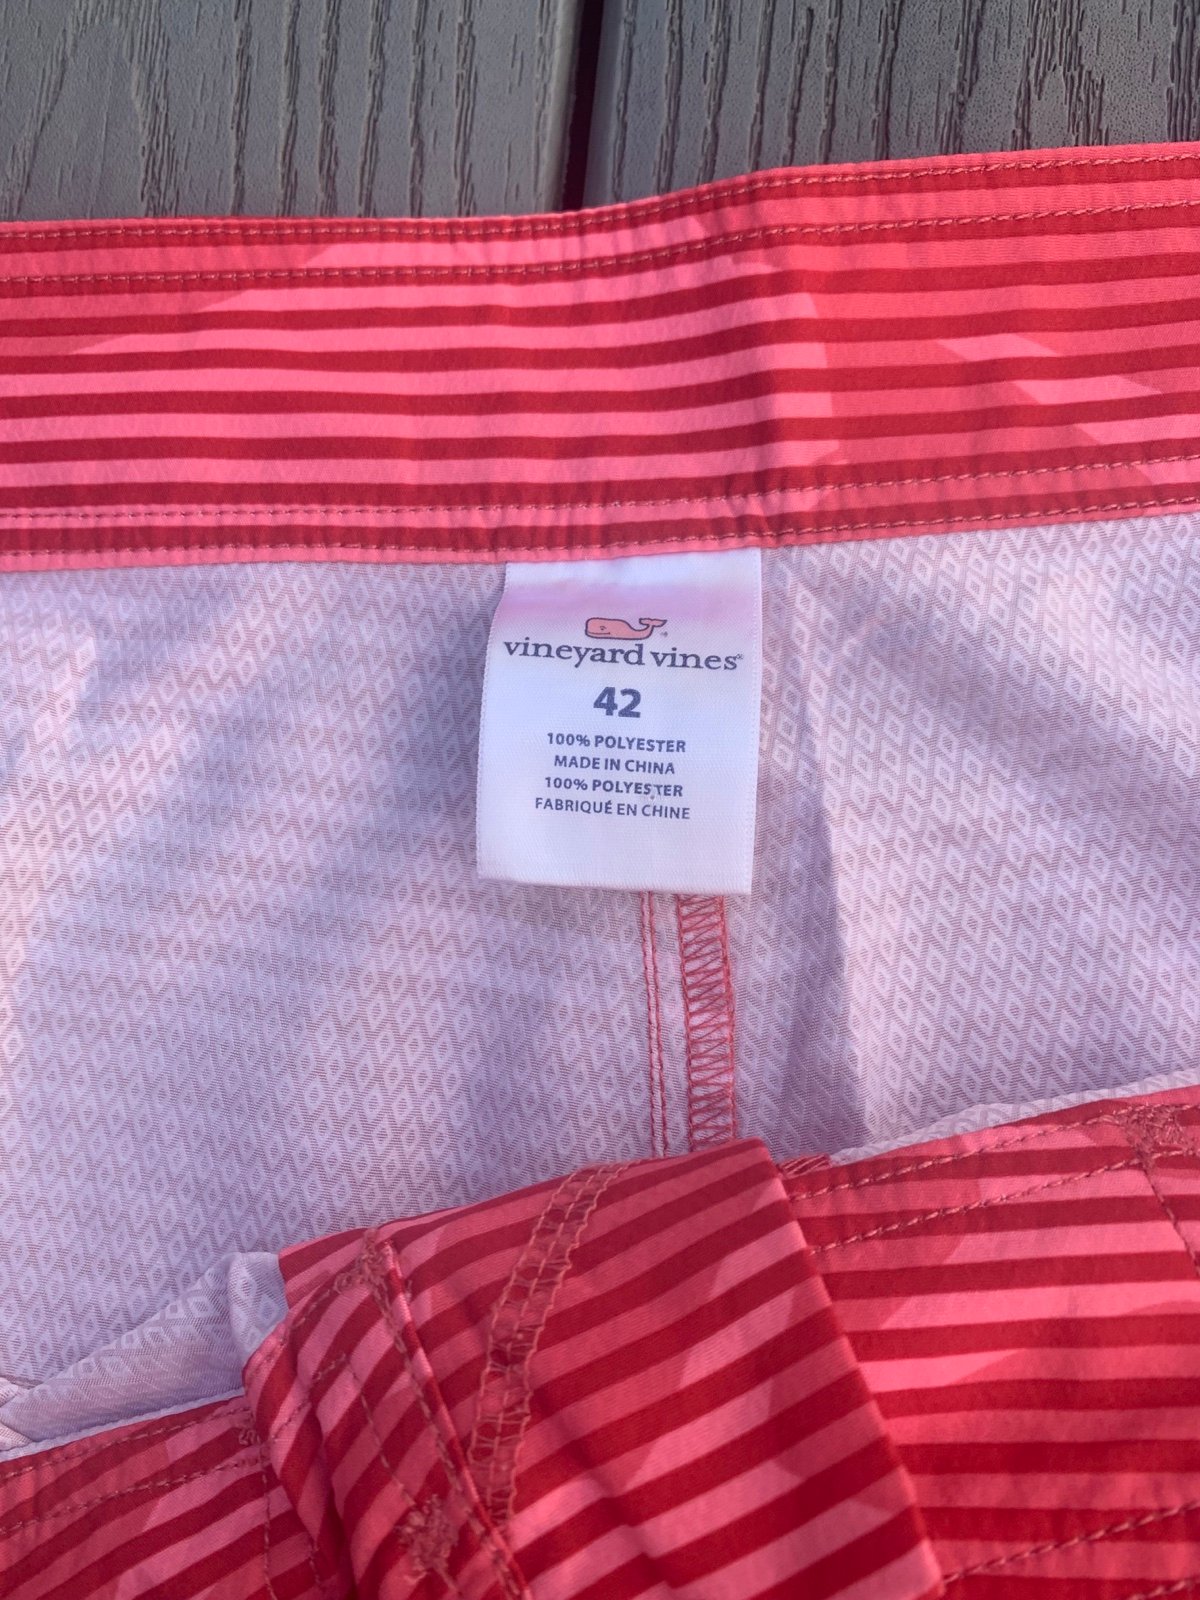 vineyard vines®
42
100% POLYESTER
MADE IN CHINA
100% POLYESTER
FABRIQUÉ EN CHINE